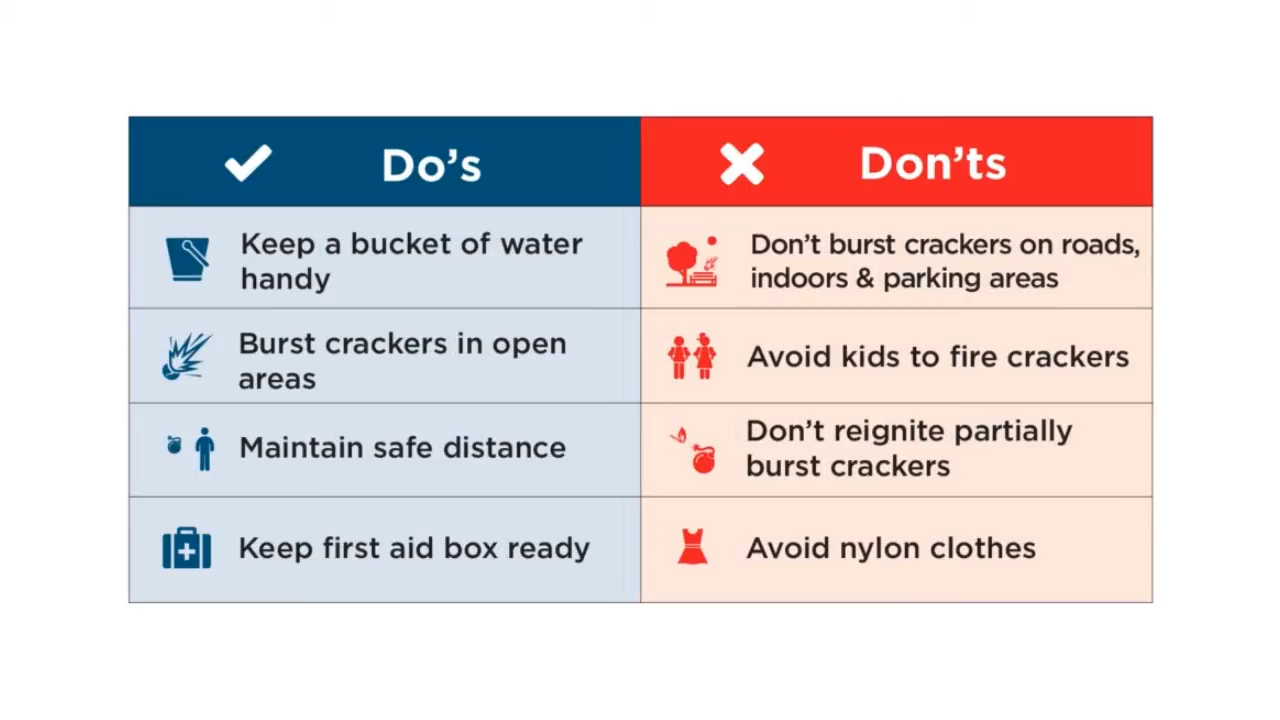 Do's
Don'ts
Keep a bucket of water
handy
Don't burst crackers on roads,
indoors & parking areas
Burst crackers in open
areas
Avoid kids to fire crackers
Maintain safe distance
Don't reignite partially
burst crackers
Keep first aid box ready
Avoid nylon clothes